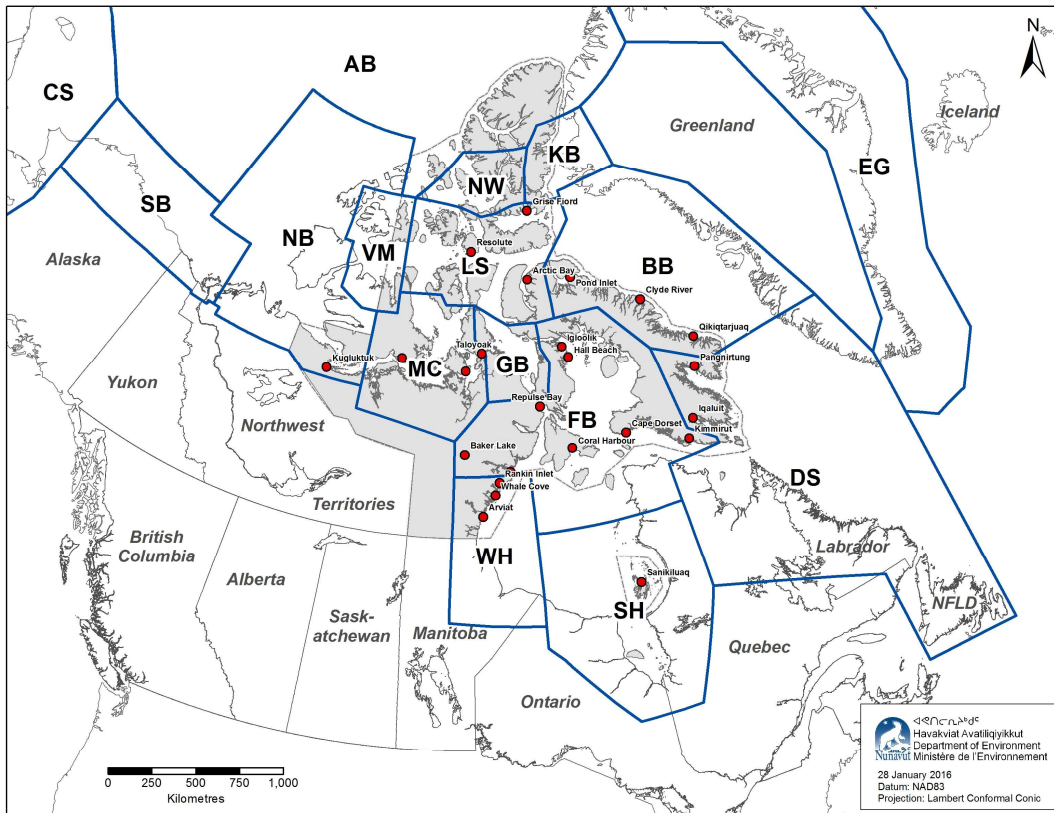 N
AB
CS
Greenland
Iceland
KB
NW
EG
SB
Grise Fiord
NB
VM
Resolute
LS
Alaska
Arctic Bay
Pond Inlet
BB
Clyde River
Qikiqtarjuaq
Taloyoak
Igloolik
Hall Beach
Kugluktuk
MC
GB
Pangnirtung
Yukon
Repulse Bay
Northwest
FB
Iqaluit
Cape Dorset
Kimmirut
Baker Lake
Coral Harbour
Rankin Inlet
Whale Cove
DS
Territories
Arviat
British
Columbia
WH
Labrador
Alberta
Sanikiluaq
NFLD
Sask-
atchewan
SH
Manitoba
Quebec
Ontario
Nunavut
Havakviat Avatiliqiyikkut
Department of Environment
Ministère de l'Environnement
28 January 2016
Datum: NAD83
Projection: Lambert Conformal Conic
0 250 500 750 1,000
Kilometres